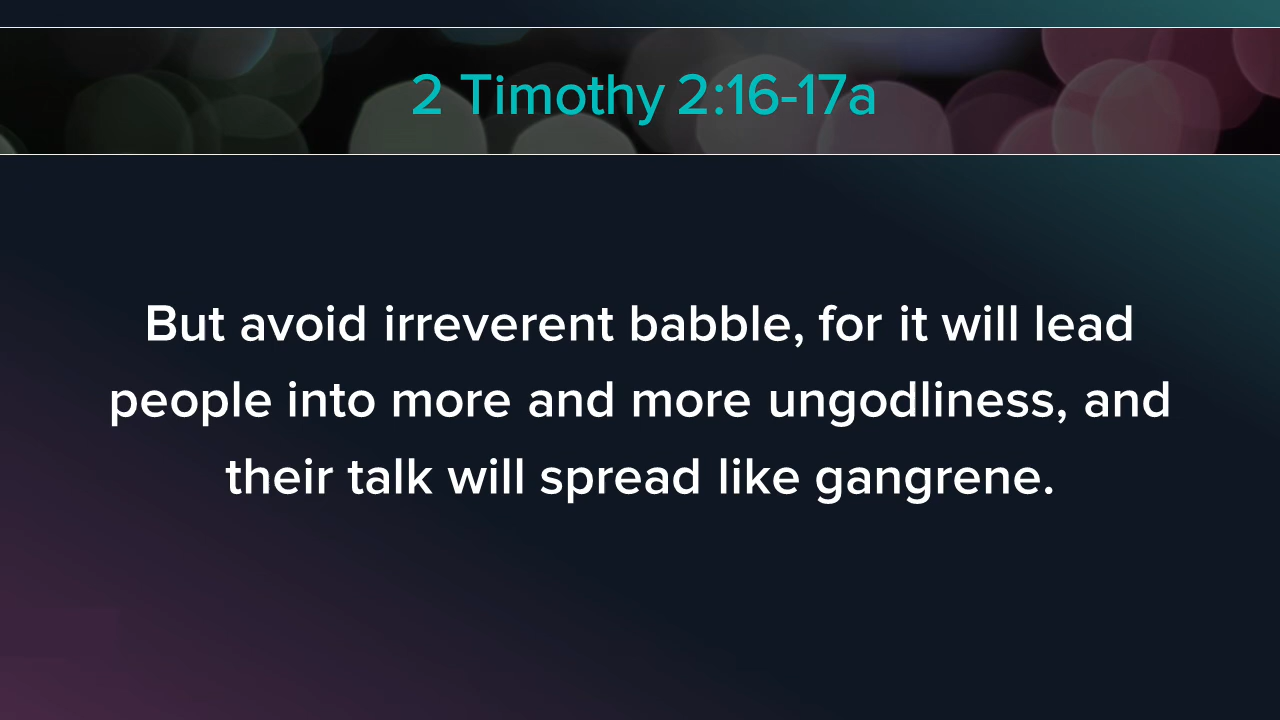 2 Timothy 2:16-17a
But avoid irreverent babble, for it will lead
people into more and more ungodliness, and
their talk will spread like gangrene.